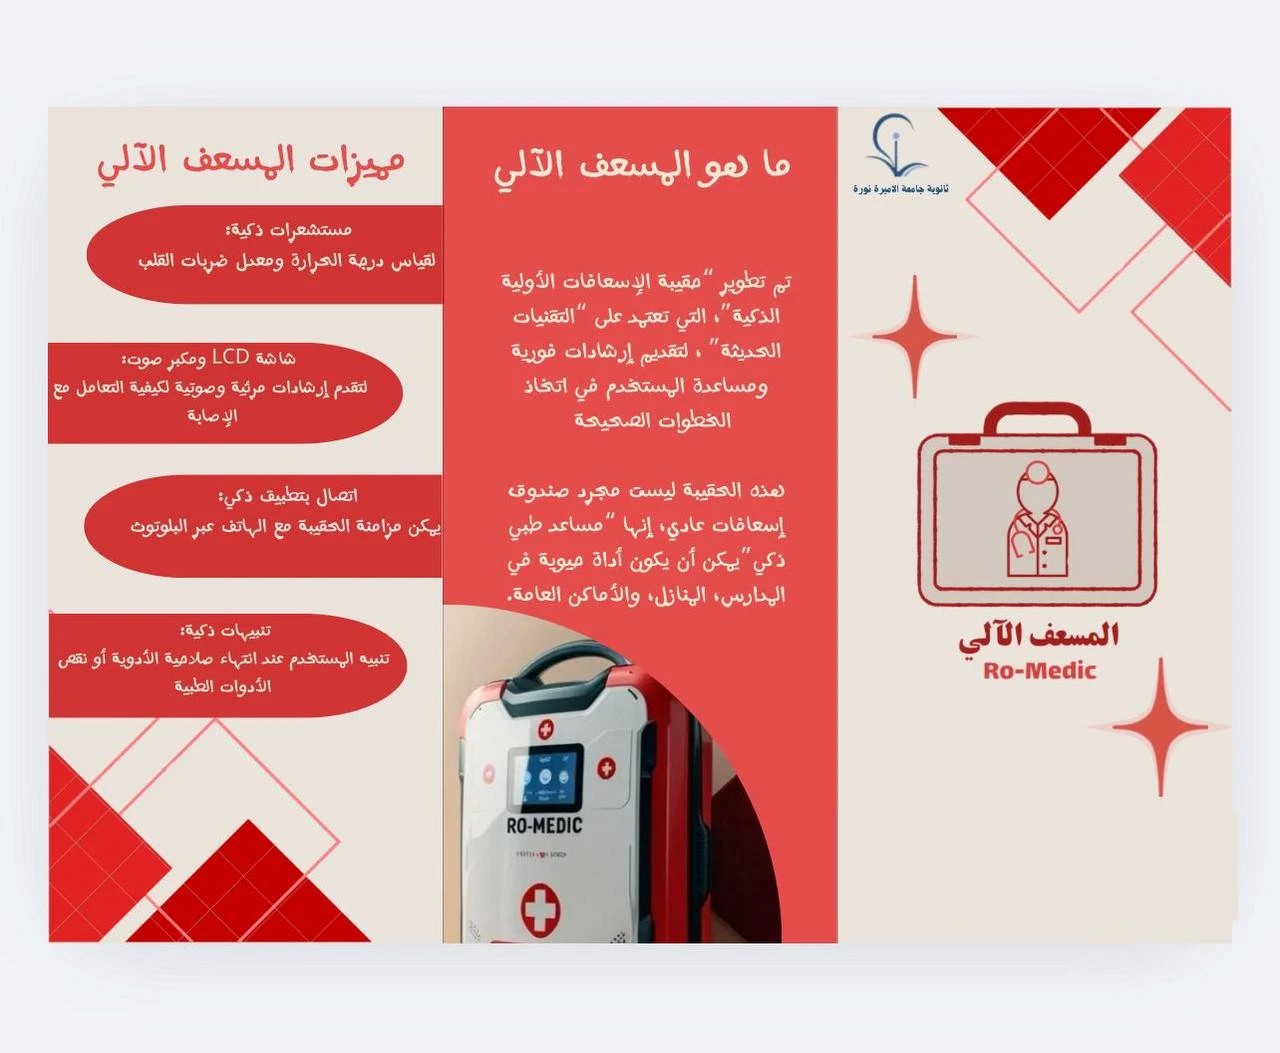 ثانوية جامعة الاميرة نورة
المسعف الآلي
Ro-Medic
ما هو المسعف الآلي
تم تطوير “حقيبة الإسعافات الأولية
الذكية”، التي تعتمد على “التقنيات
الحديثة” ، لتقديم إرشادات فورية
ومساعدة المستخدم في اتخاذ
الخطوات الصحيحة
هذه الحقيبة ليست مجرد صندوق
إسعافات عادي، إنها “مساعد طبي
ذكي”يمكن أن يكون أداة حيوية في
المدارس، المنازل، والأماكن العامة.
RO-MEDIC
مميزات المسعف الآلي
مستشعرات ذكية:
لقياس درجة الحرارة ومعدل ضربات القلب
شاشة LCD ومكبر صوت:
لتقدم إرشادات مرئية وصوتية لكيفية التعامل مع
الإصابة
اتصال بتطبيق ذكي:
يمكن مزامنة الحقيبة مع الهاتف عبر البلوتوث
تنبيهات ذكية:
تنبيه المستخدم عند انتهاء صلاحية الأدوية أو نقص
الأدوات الطبية